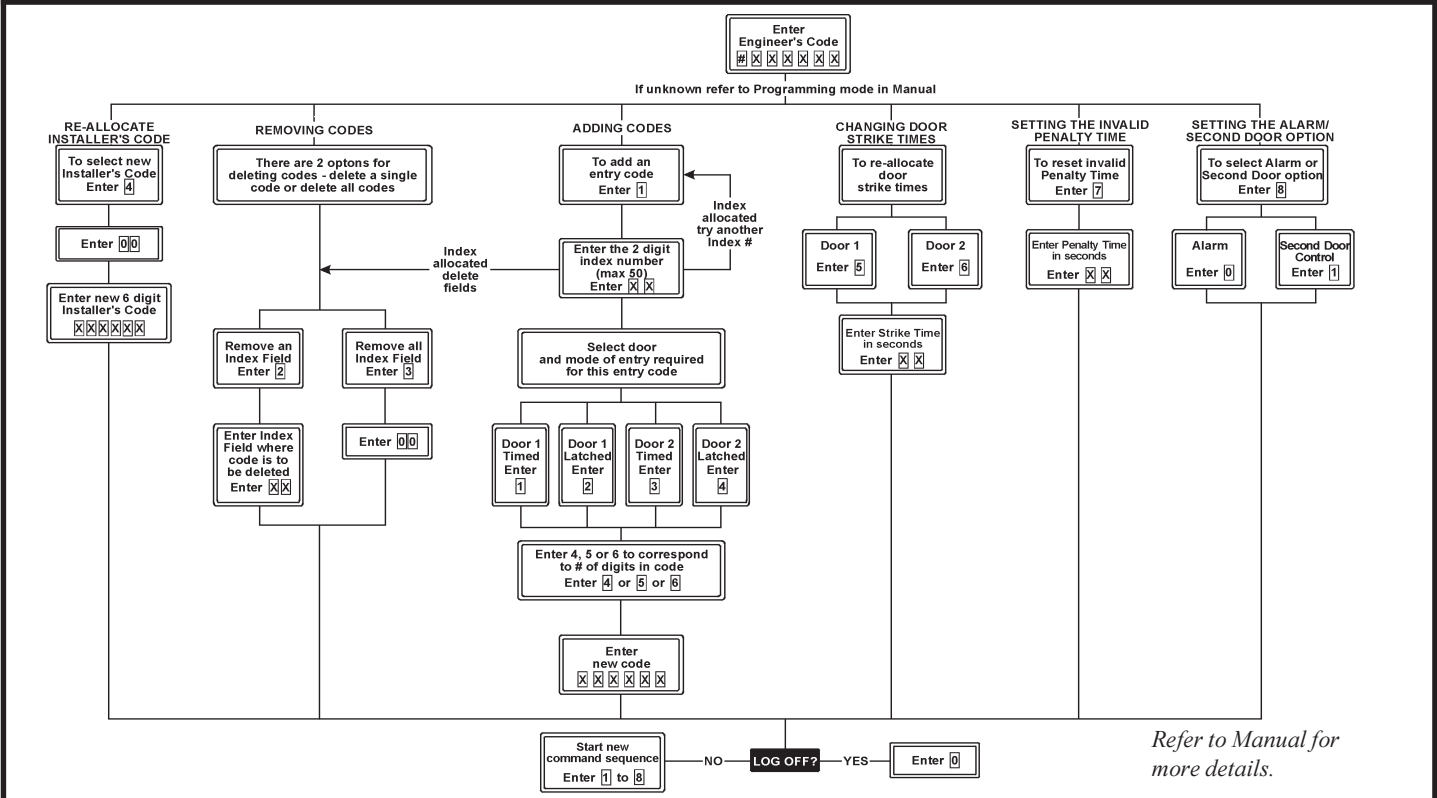 Enter
Engineer's Code
# X X X X X X
If unknown refer to Programming mode in Manual
RE-ALLOCATE
INSTALLER'S CODE
To select new
Installer's Code
Enter 4
Enter 0 0
Enter new 6 digit
Installer's Code
X X X X X X
REMOVING CODES
There are 2 optons for
deleting codes - delete a single
code or delete all codes
Index
allocated
delete
fields
Remove an
Index Field
Enter 2
Enter Index
Field where
code is to
be deleted
Enter X X
Remove all
Index Field
Enter 3
Enter 0 0
ADDING CODES
To add an
entry code
Enter 1
Index
allocated
try another
Index #
Enter the 2 digit
index number
(max 50)
Enter X X
Select door
and mode of entry required
for this entry code
Door 1
Timed
Enter
1
Door 1
Latched
Enter
2
Door 2
Timed
Enter
3
Door 2
Latched
Enter
4
Enter 4, 5 or 6 to correspond
to # of digits in code
Enter 4 or 5 or 6
Enter
new code
X X X X X X
CHANGING DOOR
STRIKE TIMES
To re-allocate
door
strike times
Door 1
Enter 5
Door 2
Enter 6
Enter Strike Time
in seconds
Enter X X
SETTING THE INVALID
PENALTY TIME
To reset invalid
Penalty Time
Enter 7
Enter Penalty Time
in seconds
Enter X X
SETTING THE ALARM/
SECOND DOOR OPTION
To select Alarm or
Second Door option
Enter 8
Alarm
Enter 0
Second Door
Control
Enter 1
Start new
command sequence
Enter 1 to 8
NO
LOG OFF?
YES
Enter 0
Refer to Manual for
more details.